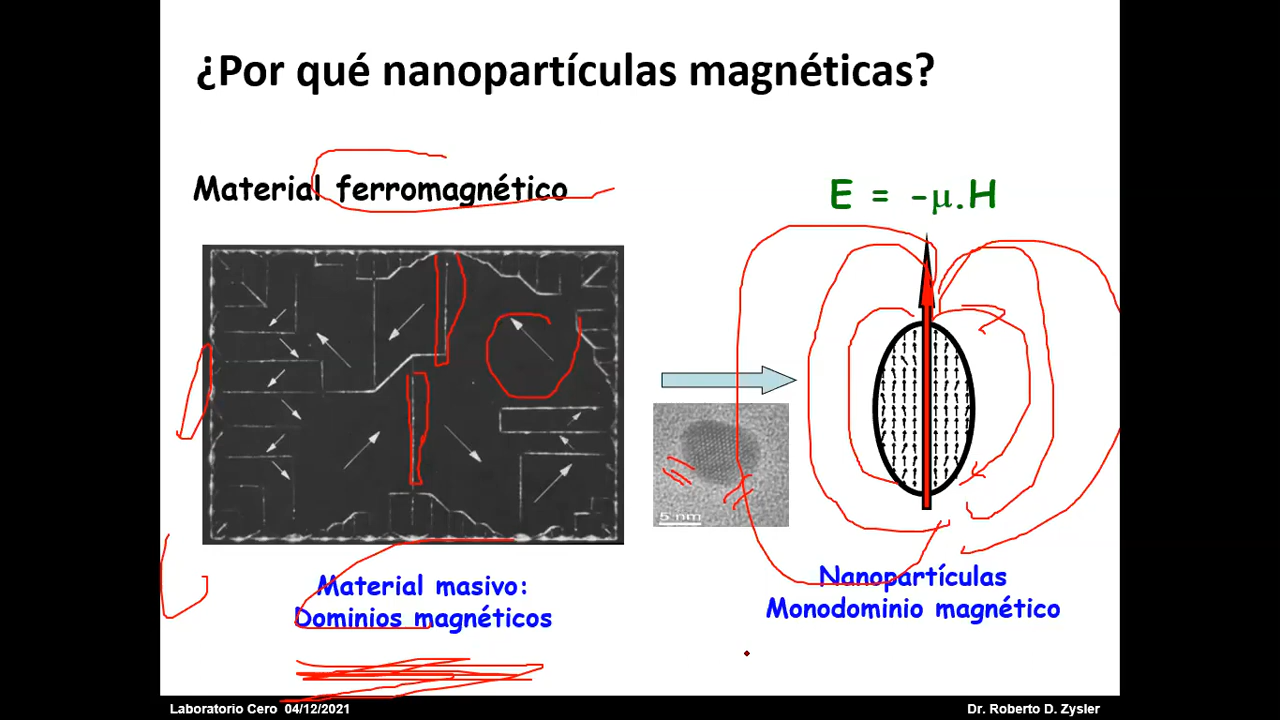 ¿Por qué nanopartículas magnéticas?
Material ferromagnético
E = -μ.H
5 nm
Material masivo:
Dominios magnéticos
Nanopartículas
Monodominio magnético
Laboratorio Cero 04/12/2021
Dr. Roberto D. Zysler